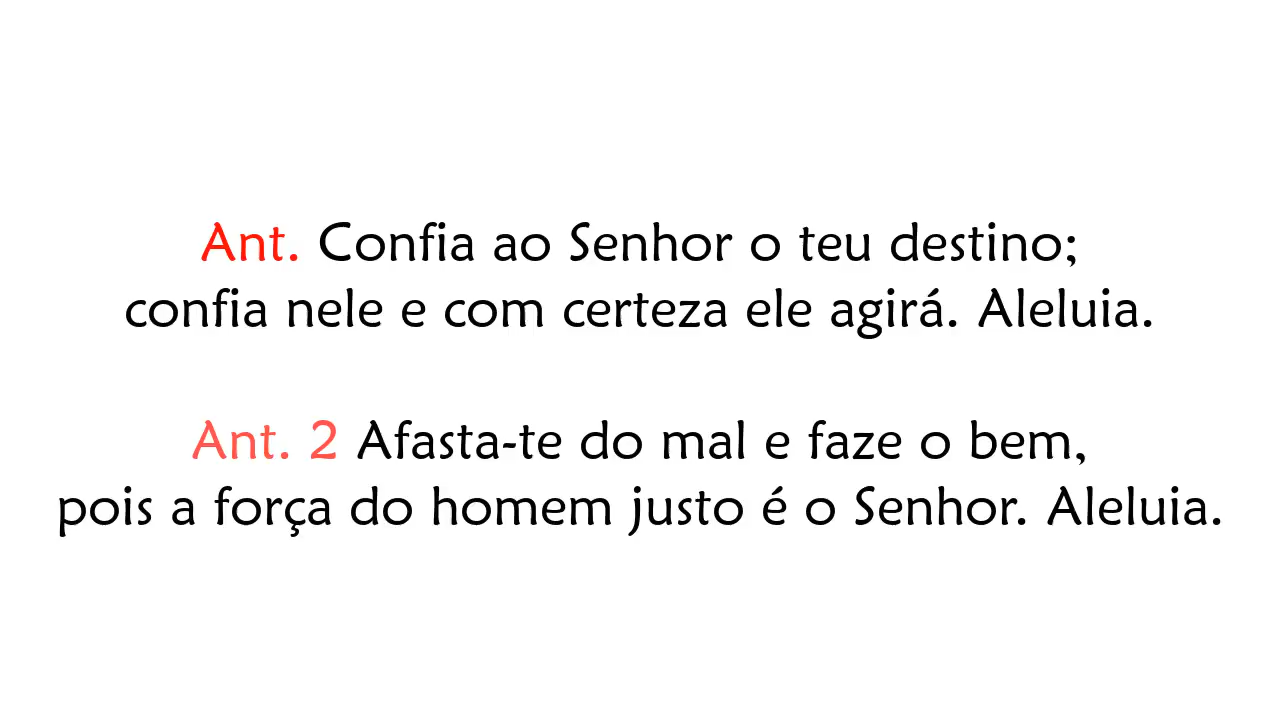 Ant. Confia ao Senhor o teu destino;
confia nele e com certeza ele agirá. Aleluia.
Ant. 2 Afasta-te do mal e faze o bem,
pois a força do homem justo é o Senhor. Aleluia.